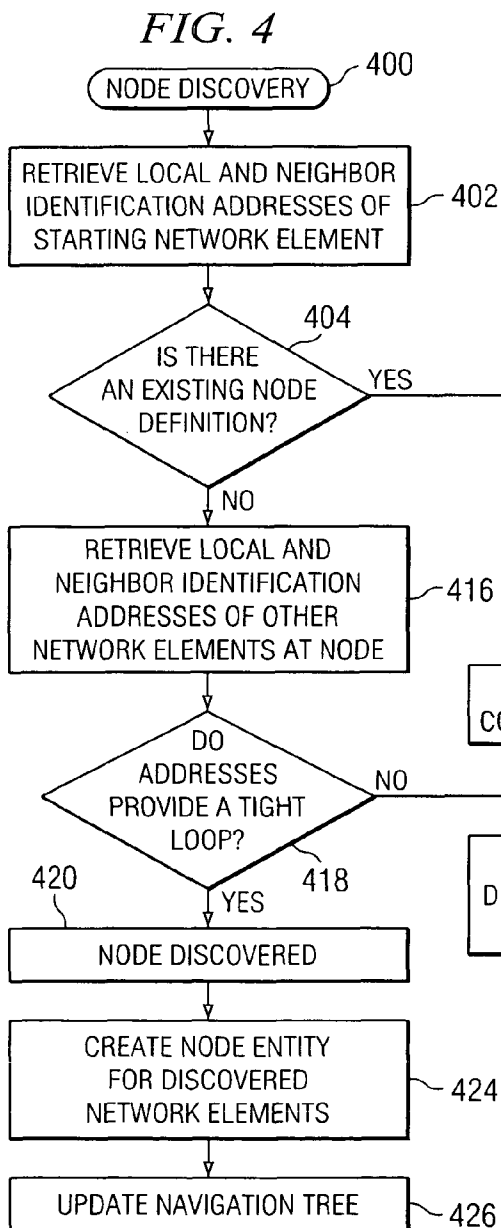 FIG. 4
NODE DISCOVERY
400
RETRIEVE LOCAL AND NEIGHBOR
IDENTIFICATION ADDRESSES OF
STARTING NETWORK ELEMENT
402
404
IS THERE
AN EXISTING NODE
DEFINITION?
YES
NO
RETRIEVE LOCAL AND
NEIGHBOR IDENTIFICATION
ADDRESSES OF OTHER
NETWORK ELEMENTS AT NODE
416
CO
DO
ADDRESSES
PROVIDE A TIGHT
LOOP?
NO
418
YES
D
420
NODE DISCOVERED
CREATE NODE ENTITY
FOR DISCOVERED
NETWORK ELEMENTS
424
UPDATE NAVIGATION TREE
426